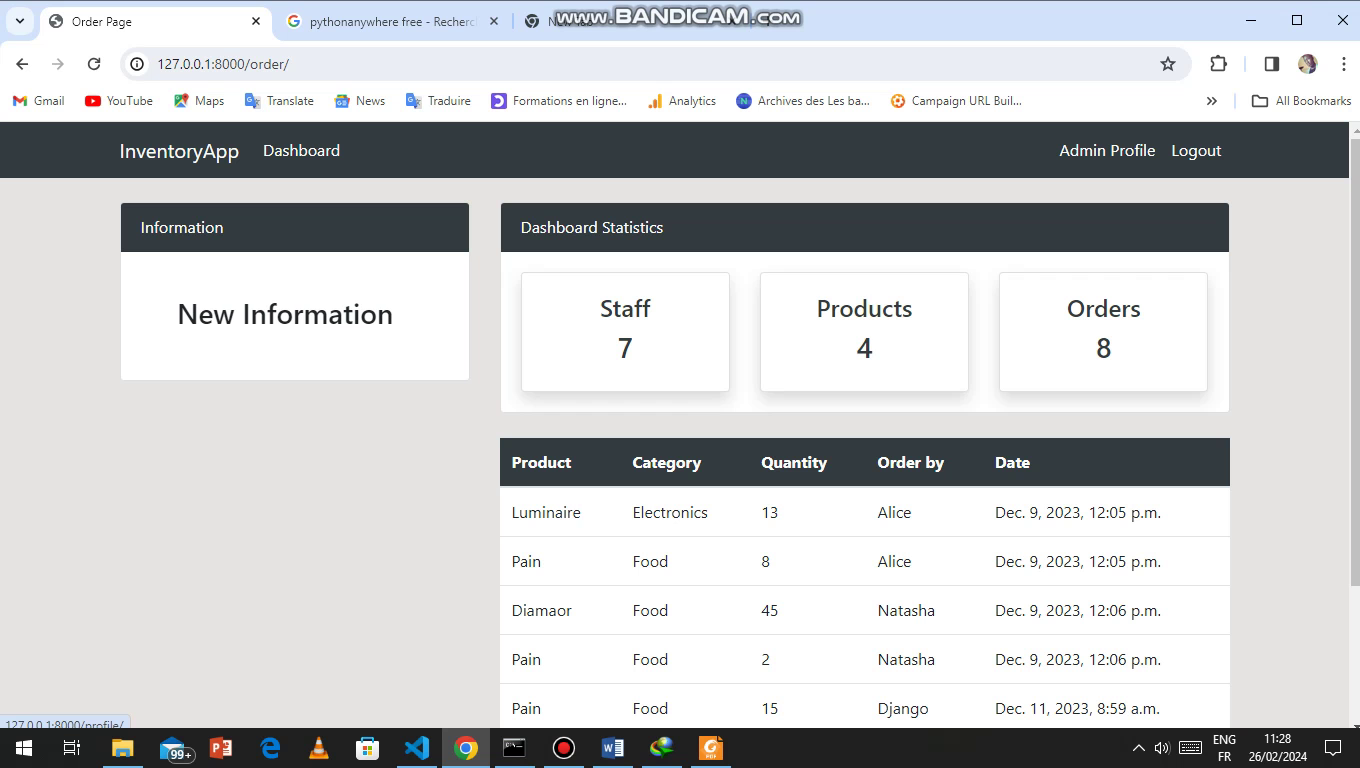 Order Page
pythonanywhere free - Recherc
www.BANDICAM.com
127.0.0.1:8000/order/
Gmail
YouTube
Maps
Translate
News
Traduire
Formations en ligne...
Analytics
Archives des Les ba...
Campaign URL Buil...
All Bookmarks
InventoryApp
Dashboard
Admin Profile
Logout
Information
New Information
Dashboard Statistics
Staff
7
Products
4
Orders
8
Product Category Quantity Order by Date
Luminaire Electronics 13 Alice Dec. 9, 2023, 12:05 p.m.
Pain Food 8 Alice Dec. 9, 2023, 12:05 p.m.
Diamaor Food 45 Natasha Dec. 9, 2023, 12:06 p.m.
Pain Food 2 Natasha Dec. 9, 2023, 12:06 p.m.
Pain Food 15 Django Dec. 11, 2023, 8:59 a.m.
127.0.0.1:8000/profile/
99+
ENG
FR
11:28
26/02/2024